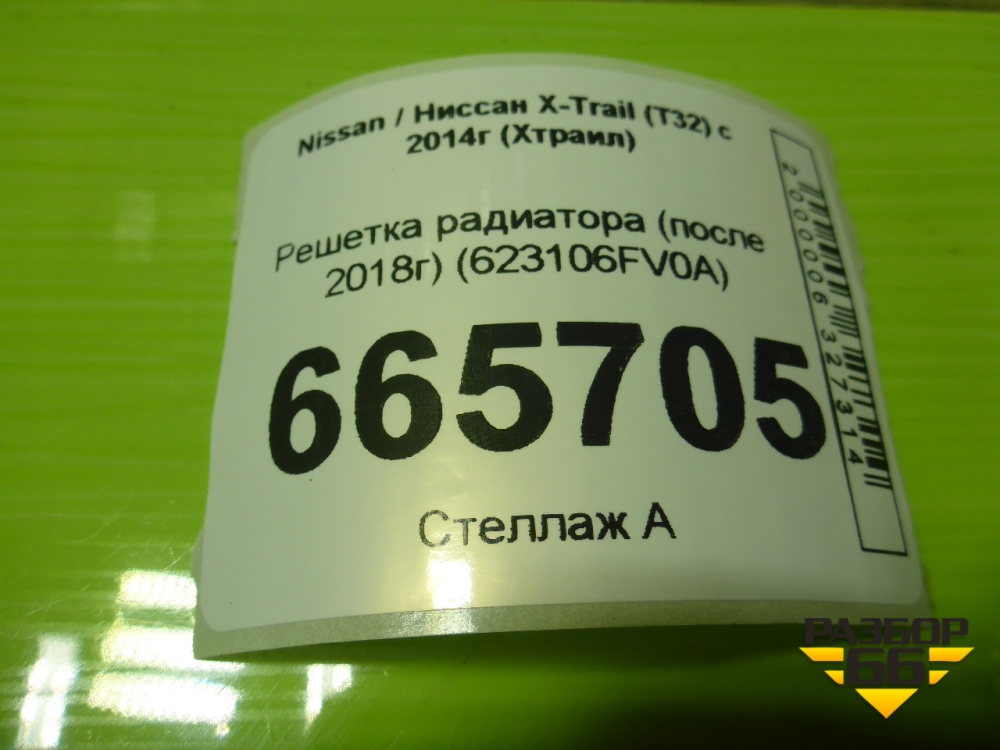 Nissan / Ниссан X-Trail (T32) с
2014г (Хтраил)
Решетка радиатора (после
2018г) (623106FV0A)
665705
Стеллаж А
2000006327314
РАЗБОР
66